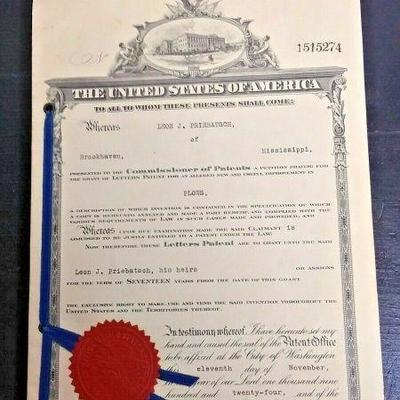 1515274
THE UNITED STATES OF AMERICA
TO ALL TO WHOM THESE PRESENTS SHALL COME:
Whereas LEON J. PRIEBATSCH,
of
Brookhaven, Mississippi,
PRESENTED TO THE Commissioner of Patents A PETITION PRAYING FOR
THE GRANT OF LETTERS PATENT FOR AN ALLEGED NEW AND USEFUL IMPROVEMENT IN
PLOWS,
A DESCRIPTION OF WHICH INVENTION IS CONTAINED IN THE SPECIFICATION OF WHICH
A COPY IS HEREUNTO ANNEXED AND MADE A PART HEREOF, AND COMPLIED WITH THE
VARIOUS REQUIREMENTS OF LAW IN SUCH CASES MADE AND PROVIDED, AND
Whereas UPON DUE EXAMINATION MADE THE SAID CLAIMANT is
ADJUDGED TO BE JUSTLY ENTITLED TO A PATENT UNDER THE LAW.
NOW THEREFORE THESE Letters Patent ARE TO GRANT UNTO THE SAID
Leon J. Priebatsch, his heirs OR ASSIGNS
FOR THE TERM OF SEVENTEEN YEARS FROM THE DATE OF THIS GRANT
THE EXCLUSIVE RIGHT TO MAKE USE AND VEND THE SAID INVENTION THROUGHOUT THE
UNITED STATES AND THE TERRITORIES THEREOF.
In testimony whereof, I have hereunto set my
hand and caused the seal of the Patent Office
to be affixed at the City of Washington
this eleventh day of November,
year of our Lord one thousand nine
hundred and twenty-four, and of the